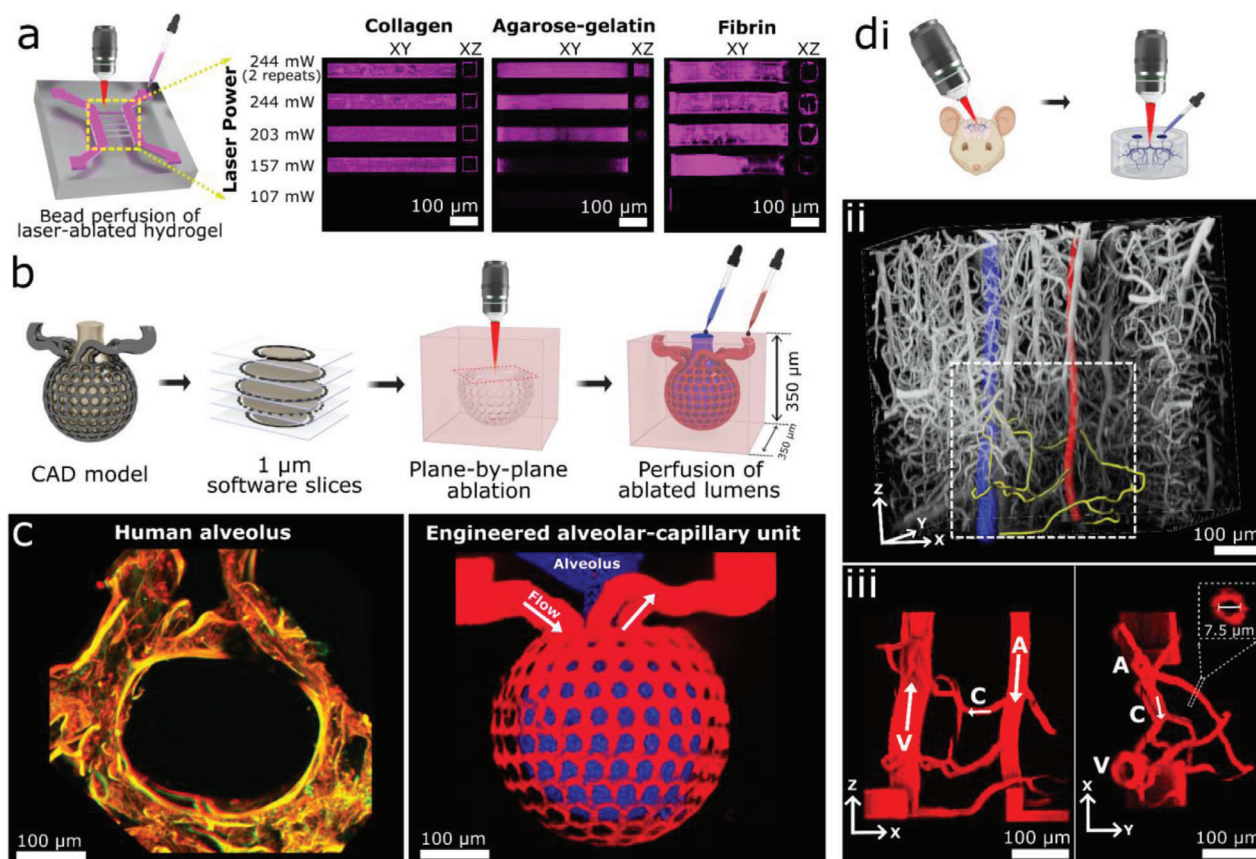 a
Collagen
Agarose-gelatin
Fibrin
XY XZ
XY XZ
XY XZ
Laser Power
244 mW
(2 repeats)
244 mW
203 mW
157 mW
107 mW
100 µm
100 µm
100 µm
Bead perfusion of
laser-ablated hydrogel
b
CAD model
1 µm
software slices
Plane-by-plane
ablation
350 µm
350 µm
Perfusion of
ablated lumens
c
Human alveolus
100 µm
Engineered alveolar-capillary unit
Alveolus
Flow
100 µm
di
ii
Z
Y
X
100 µm
iii
A
C
V
Z
X
100 µm
7.5 µm
A
C
V
X
Y
100 µm